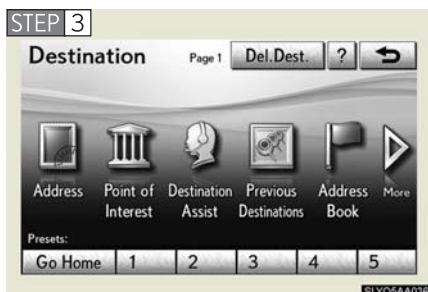 STEP 3
Destination Page 1 Del.Dest. ?
Address Point of Interest Destination Assist Previous Destinations Address Book More
Presets:
Go Home 1 2 3 4 5